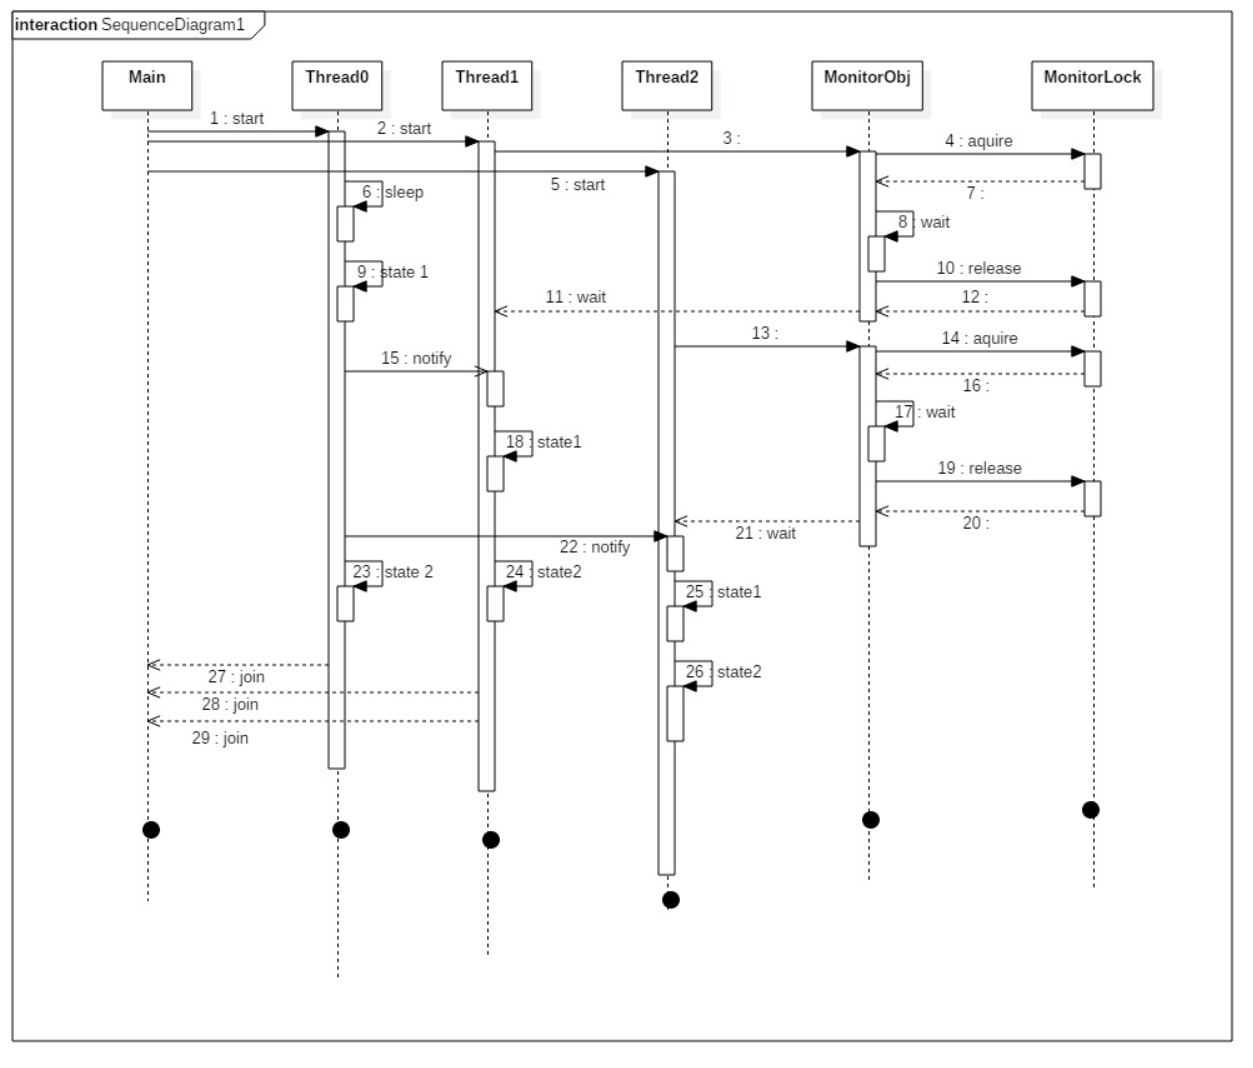 interaction SequenceDiagram1
Main
Thread0
Thread1
Thread2
MonitorObj
MonitorLock
1 : start
2 : start
3 :
4 : aquire
5 : start
6 : sleep
7 :
8 : wait
9 : state 1
10 : release
11 : wait
12 :
13 :
14 : aquire
15 : notify
16 :
17 : wait
18 : state1
19 : release
20 :
21 : wait
22 : notify
23 : state 2
24 : state2
25 : state1
26 : state2
27 : join
28 : join
29 : join